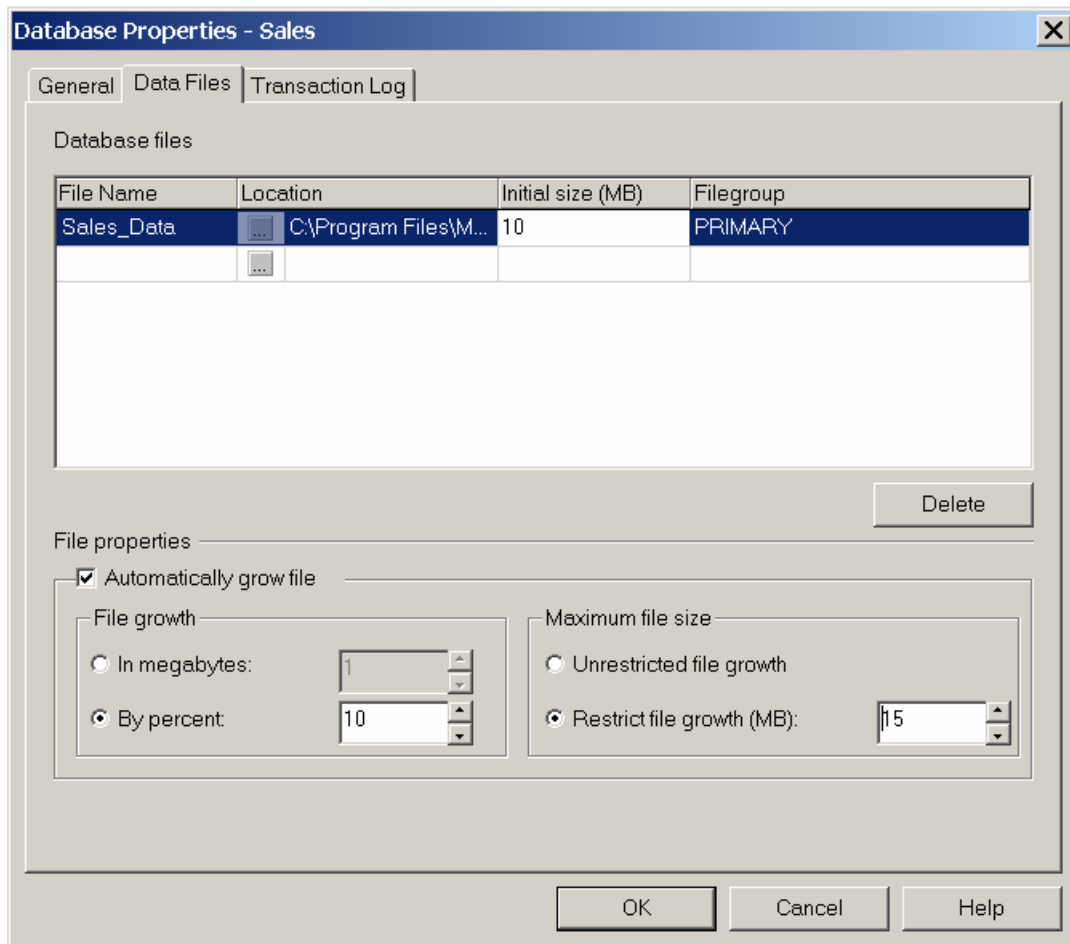 Database Properties - Sales
General Data Files Transaction Log
Database files
File Name Location Initial size (MB) Filegroup
Sales_Data ... C:\Program Files\M... 10 PRIMARY
...
Delete
File properties
Automatically grow file
File growth Maximum file size
In megabytes: 1 Unrestricted file growth
By percent: 10 Restrict file growth (MB): 15
OK Cancel Help